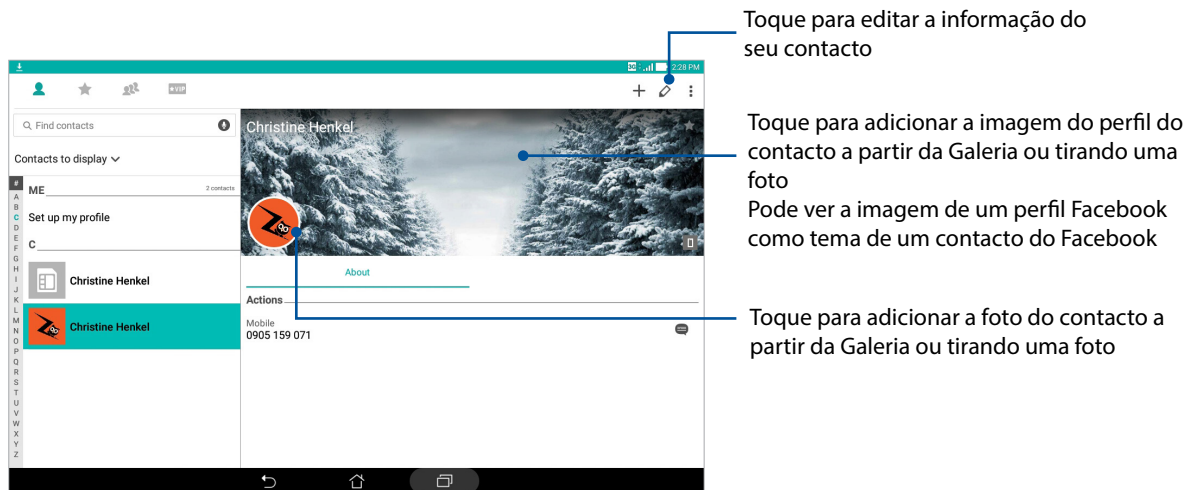 Toque para editar a informação do
seu contacto
3G 2:28 PM
VIP
Find contacts
Christine Henkel
Contacts to display
Toque para adicionar a imagem do perfil do
contacto a partir da Galeria ou tirando uma
foto
Pode ver a imagem de um perfil Facebook
como tema de um contacto do Facebook
#
A
B
C
D
E
F
G
H
I
J
K
L
M
N
O
P
Q
R
S
T
U
V
W
X
Y
Z
ME 2 contacts
Set up my profile
C
Christine Henkel
Christine Henkel
About
Actions
Mobile
0905 159 071
Toque para adicionar a foto do contacto a
partir da Galeria ou tirando uma foto